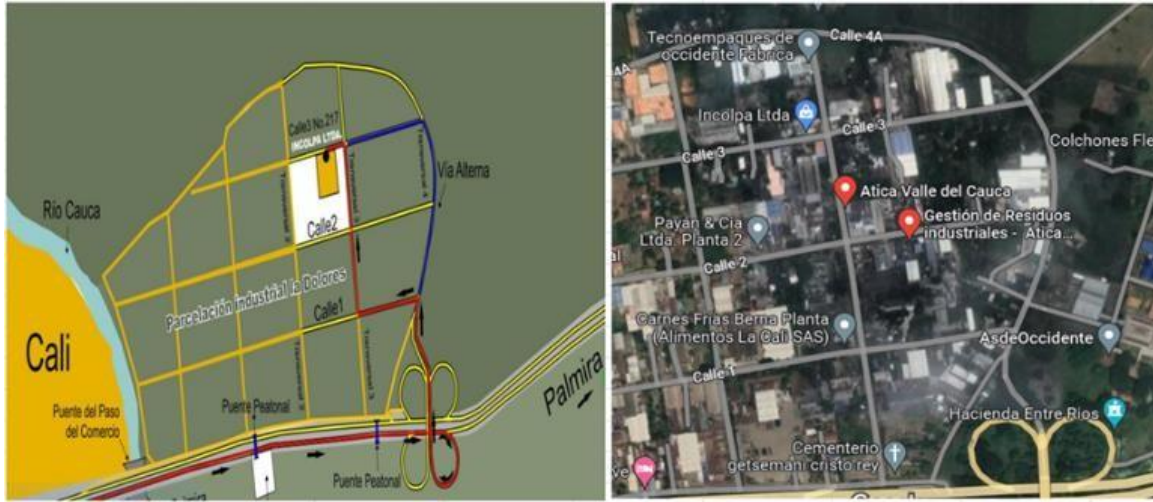 Río Cauca
Cali
Puente del Paso
del Comercio
Parcelación industrial la Dolores
Calle3 No.217
INCOLPA LTDA.
Calle2
Calle1
Transversal 2
Transversal 3
Vía Alterna
Puente Peatonal
Puente Peatonal
Palmira
Tecnoempaques de
occidente Fabrica
Calle 4A
4A
Incolpa Ltda
Calle 3
Calle 3
Colchones Fle
Atica Valle del Cauca
Gestión de Residuos
industriales - Atica...
Payan & Cia
Ltda. Planta 2
Calle 2
Carnes Frias Berna Planta
(Alimentos La Cali SAS)
AsdeOccidente
Calle 1
Hacienda Entre Rios
Cementerio
getsemani cristo rey